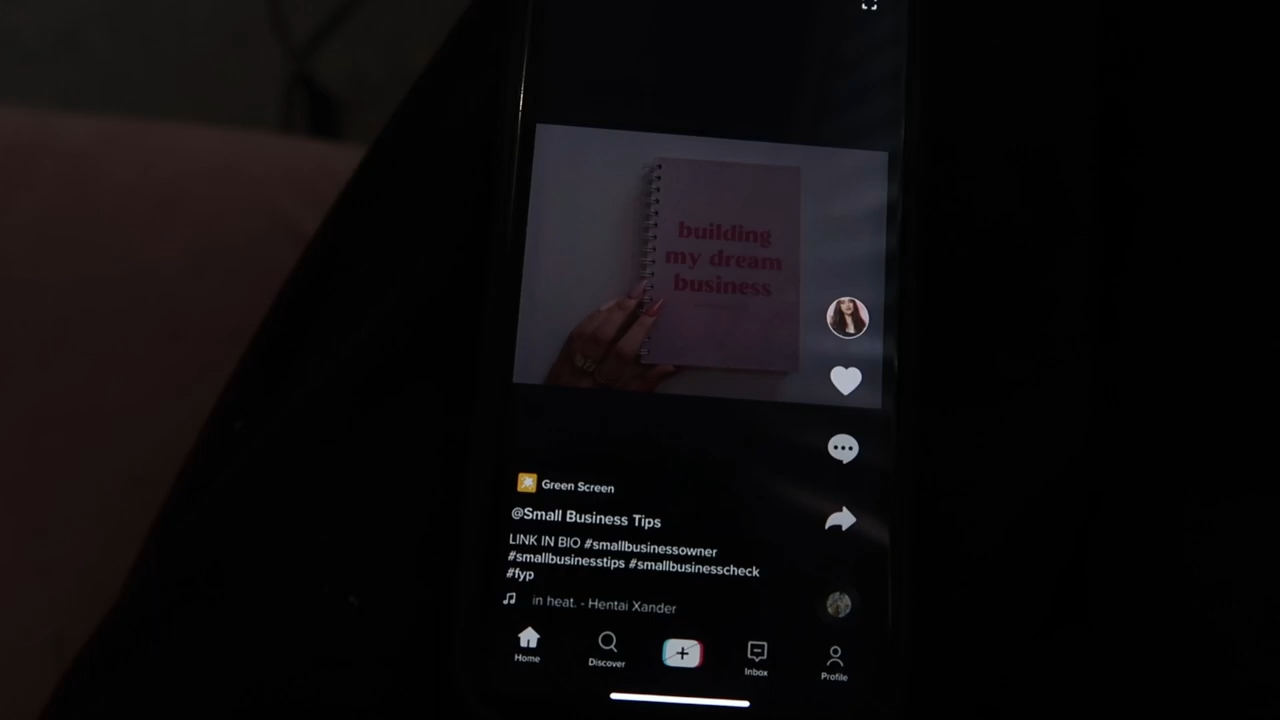 building
my dream
business
Green Screen
@Small Business Tips
LINK IN BIO #smallbusinessowner
#smallbusinesstips #smallbusinesscheck
#fyp
in heat. - Hentai Xander
Home
Discover
Inbox
Profile